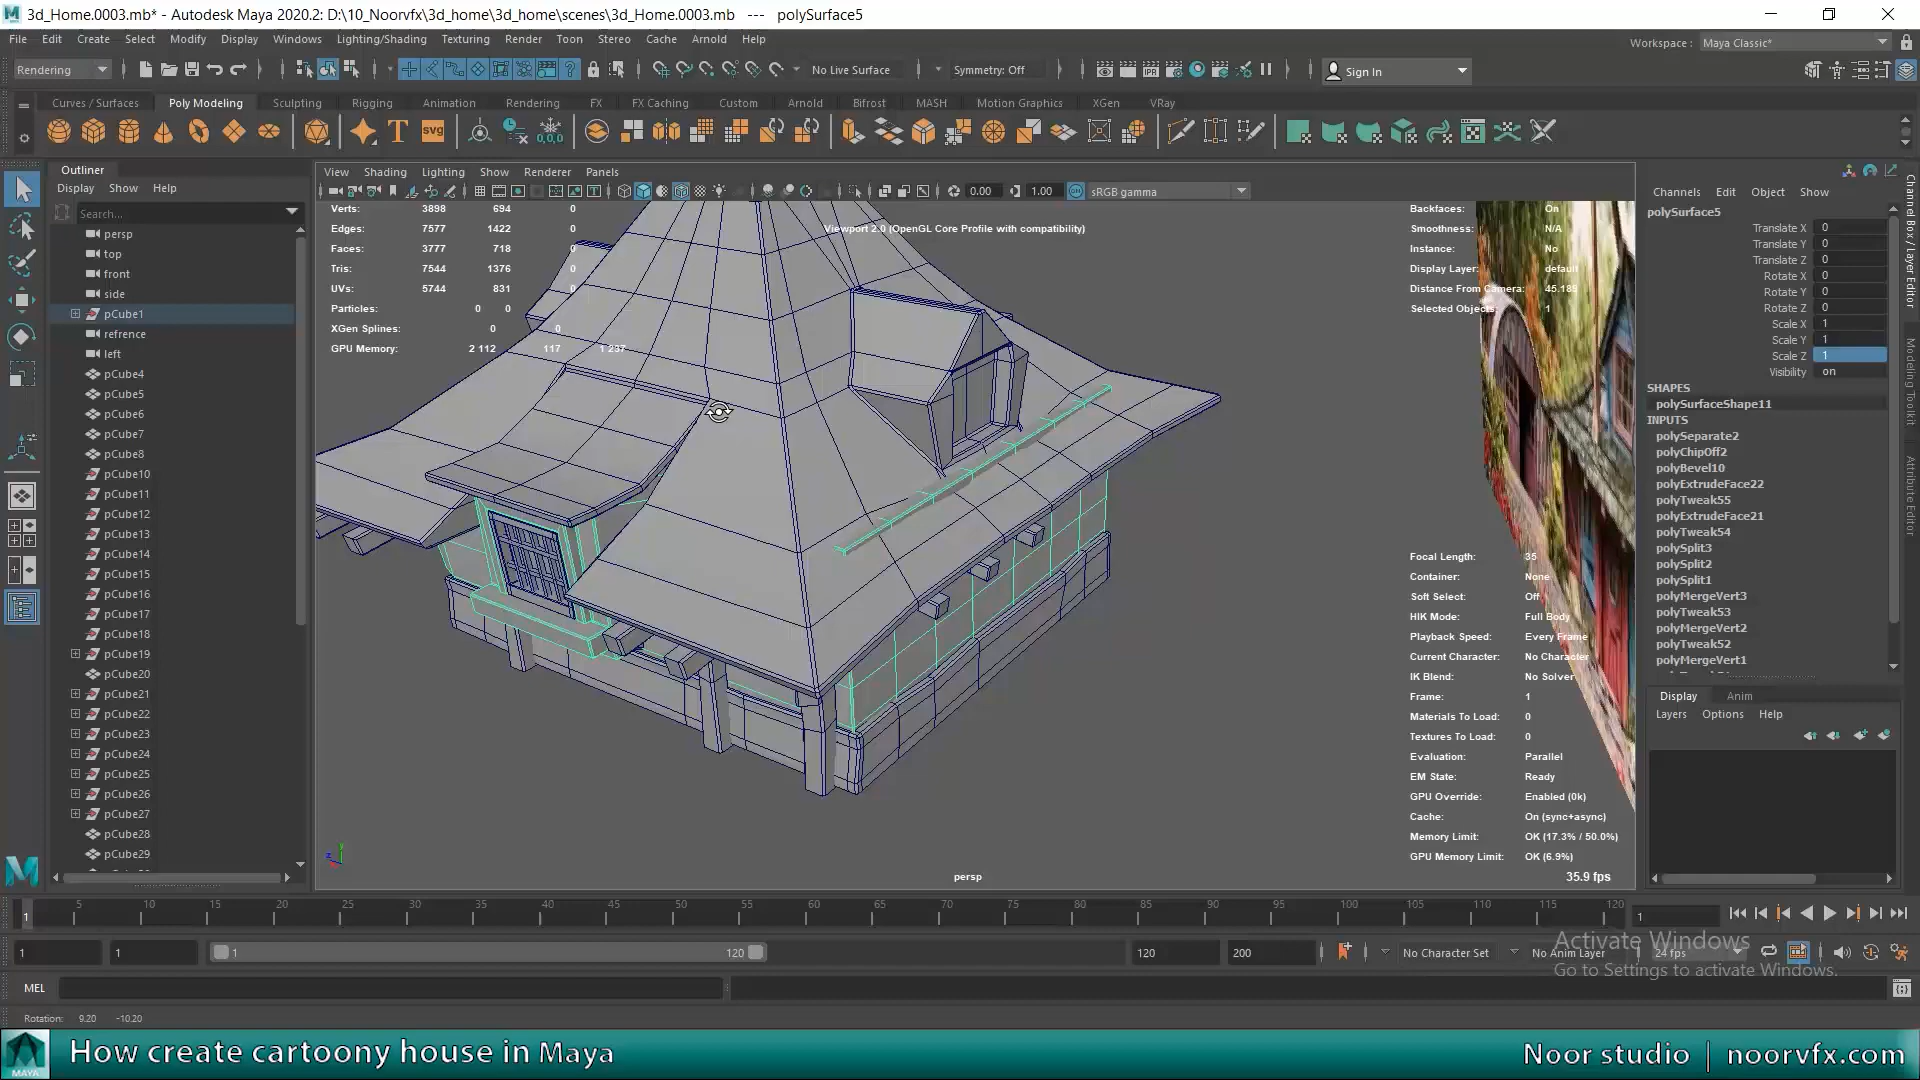 3d_Home.0003.mb* - Autodesk Maya 2020.2: D:\10_Noorvfx\3d_home\3d_home\scenes\3d_Home.0003.mb --- polySurface5
File Edit Create Select Modify Display Windows Lighting/Shading Texturing Render Toon Stereo Cache Arnold Help
Workspace : Maya Classic*
Rendering No Live Surface Symmetry: Off Sign In
Curves / Surfaces Poly Modeling Sculpting Rigging Animation Rendering FX FX Caching Custom Arnold Bifrost MASH Motion Graphics XGen VRay
Outliner
Display Show Help
Search...
persp
top
front
side
pCube1
refrence
left
pCube4
pCube5
pCube6
pCube7
pCube8
pCube10
pCube11
pCube12
pCube13
pCube14
pCube15
pCube16
pCube17
pCube18
pCube19
pCube20
pCube21
pCube22
pCube23
pCube24
pCube25
pCube26
pCube27
pCube28
pCube29
View Shading Lighting Show Renderer Panels
0.00 1.00 sRGB gamma
Verts: 3898 694 0
Edges: 7577 1422 0
Faces: 3777 718 0
Tris: 7544 1376 0
UVs: 5744 831 0
Particles: 0 0
XGen Splines: 0 0
GPU Memory: 2 112 117
Viewport 2.0 (OpenGL Core Profile with compatibility)
Backfaces: On
Smoothness: N/A
Instance: No
Display Layer: default
Distance From Camera: 45.189
Selected Objects: 1
Focal Length: 35
Container: None
Soft Select: Off
HIK Mode: Full Body
Playback Speed: Every Frame
Current Character: No Character
IK Blend: No Solver
Frame: 1
Materials To Load: 0
Textures To Load: 0
Evaluation: Parallel
EM State: Ready
GPU Override: Enabled (0k)
Cache: On (sync+async)
Memory Limit: OK (17.3% / 50.0%)
GPU Memory Limit: OK (6.9%)
persp
35.9 fps
Channels Edit Object Show
polySurface5
Translate X 0
Translate Y 0
Translate Z 0
Rotate X 0
Rotate Y 0
Rotate Z 0
Scale X 1
Scale Y 1
Scale Z 1
Visibility on
SHAPES
polySurfaceShape11
INPUTS
polySeparate2
polyChipOff2
polyBevel10
polyExtrudeFace22
polyTweak55
polyExtrudeFace21
polyTweak54
polySplit3
polySplit2
polySplit1
polyMergeVert3
polyTweak53
polyMergeVert2
polyTweak52
polyMergeVert1
Display Anim
Layers Options Help
Channel Box / Layer Editor
Modeling Toolkit
Attribute Editor
1 5 10 15 20 25 30 35 40 45 50 55 60 65 70 75 80 85 90 95 100 105 110 115 120 1
1 1 1 120 120 200 No Character Set No Anim Layer 24 fps
Activate Windows
Go to Settings to activate Windows.
MEL
Rotation: 9.20 -10.20
MAYA
How create cartoony house in Maya
Noor studio | noorvfx.com